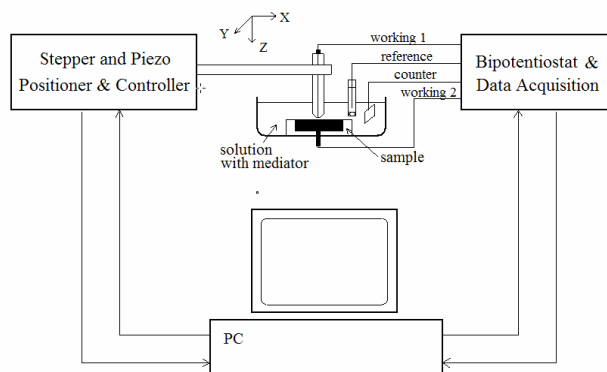 X
Y
Z
Stepper and Piezo
Positioner & Controller
working 1
reference
counter
working 2
Bipotentiostat &
Data Acquisition
solution
with mediator
sample
PC